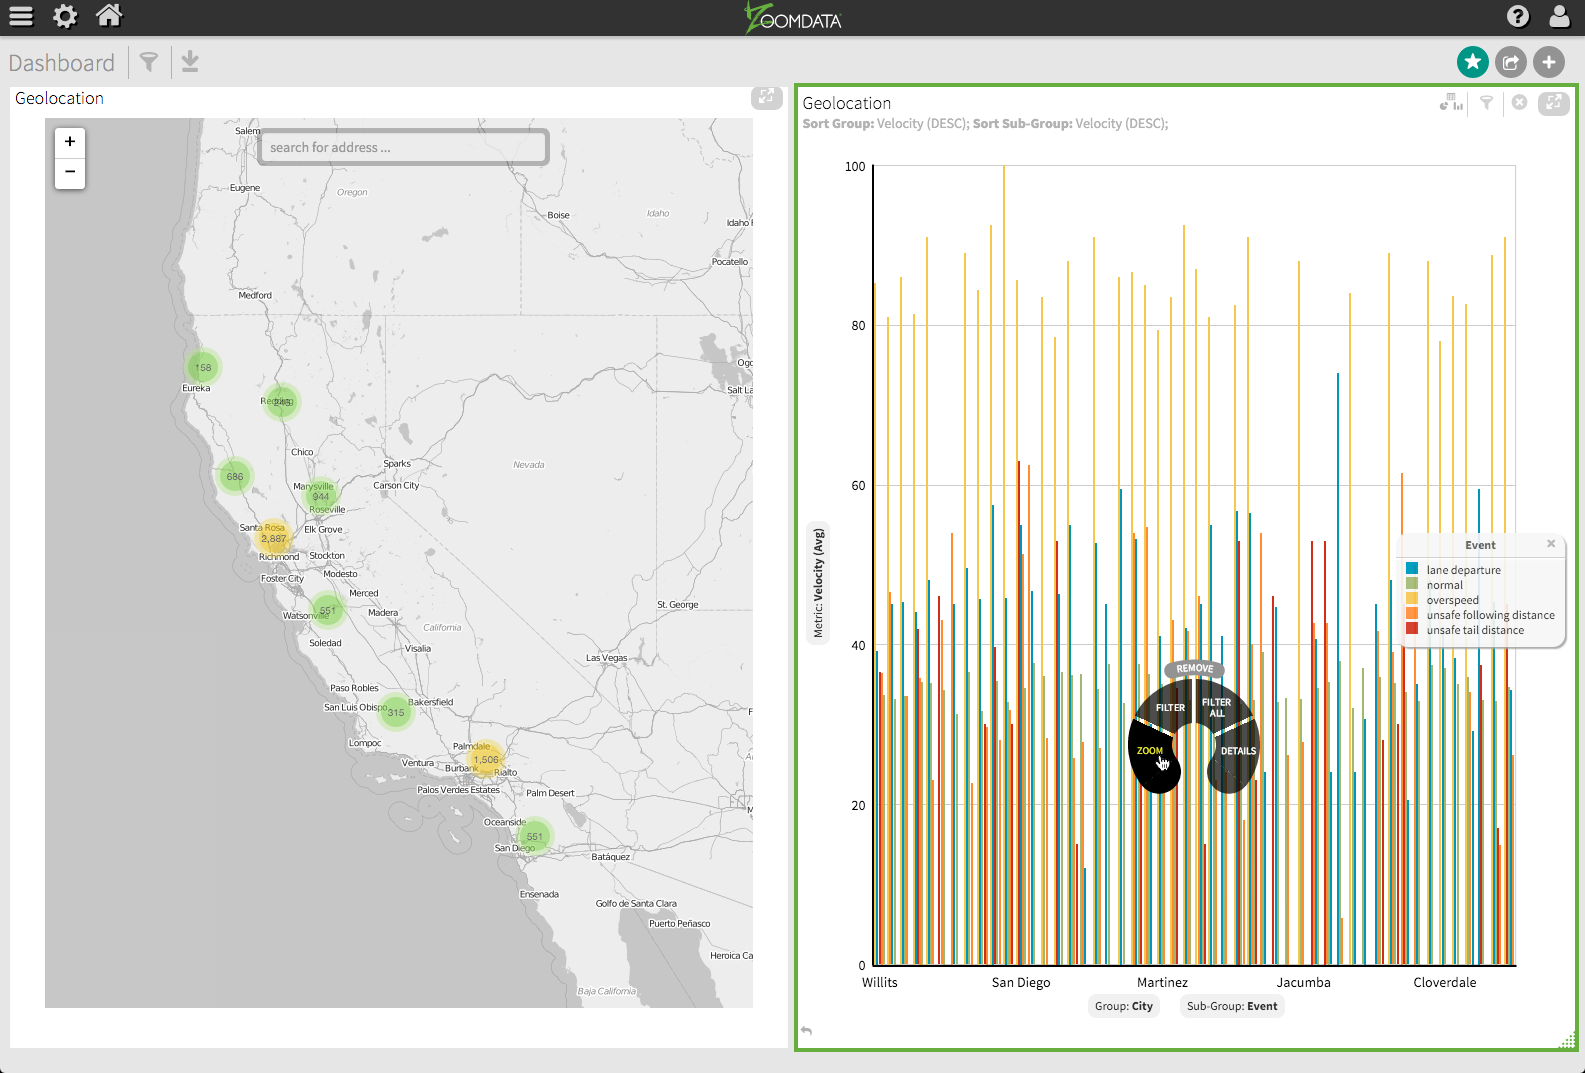 ZOOMDATA
Dashboard
Geolocation
+
−
search for address ...
Salem
Eugene
Oregon
Boise
Idaho
Idaho F
Pocatello
Medford
Ogd
Salt La
158
Eureka
Redding
246
Chico
Sparks
Carson City
Nevada
686
Marysville
944
Roseville
Santa Rosa
Elk Grove
2,887
Richmond
Stockton
Foster City
Modesto
Merced
551
Watsonville
Madera
St. George
Soledad
California
Visalia
Las Vegas
Paso Robles
San Luis Obispo
315
Bakersfield
Lompoc
Palmdale
1,506
Ventura
Burbank
Rialto
Palos Verdes Estates
Palm Desert
Oceanside
551
San Diego
Batáquez
Ensenada
Golfo de Santa Clara
Puerto Peñasco
Heroica Ca
Baja California
Geolocation
Sort Group: Velocity (DESC); Sort Sub-Group: Velocity (DESC);
100
80
60
40
20
0
Metric: Velocity (Avg)
Event
lane departure
normal
overspeed
unsafe following distance
unsafe tail distance
REMOVE
FILTER
FILTER
ALL
ZOOM
DETAILS
Willits
San Diego
Martinez
Jacumba
Cloverdale
Group: City
Sub-Group: Event